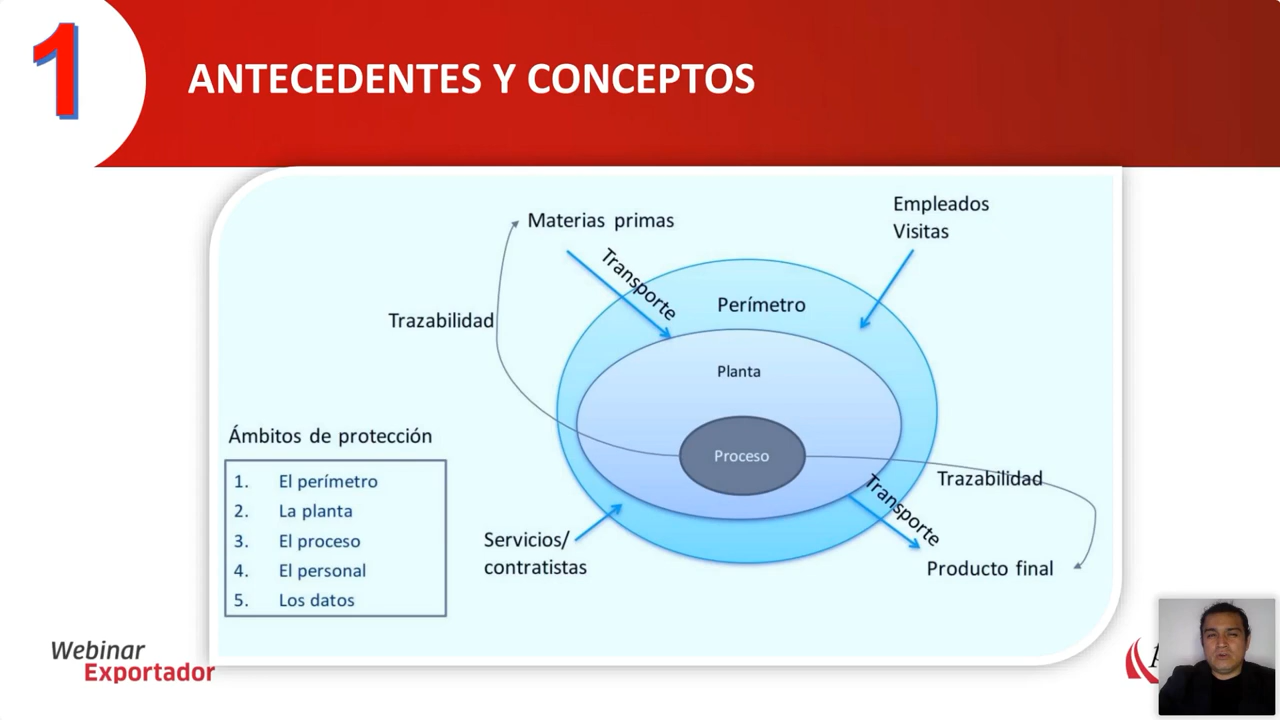 1
ANTECEDENTES Y CONCEPTOS
Materias primas
Empleados
Visitas
Transporte
Perímetro
Trazabilidad
Planta
Ámbitos de protección
1. El perímetro
2. La planta
3. El proceso
4. El personal
5. Los datos
Proceso
Trazabilidad
Transporte
Servicios/
contratistas
Producto final
Webinar
Exportador